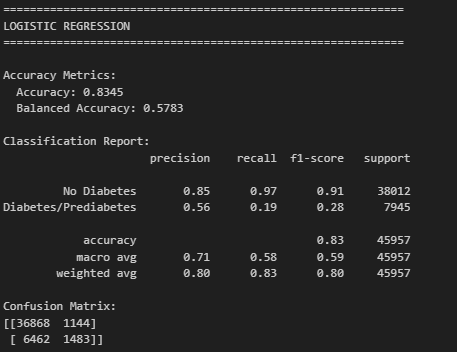 ============================================================
LOGISTIC REGRESSION
============================================================
Accuracy Metrics:
Accuracy: 0.8345
Balanced Accuracy: 0.5783
Classification Report:
precision recall f1-score support
No Diabetes 0.85 0.97 0.91 38012
Diabetes/Prediabetes 0.56 0.19 0.28 7945
accuracy 0.83 45957
macro avg 0.71 0.58 0.59 45957
weighted avg 0.80 0.83 0.80 45957
Confusion Matrix:
[[36868 1144]
[ 6462 1483]]